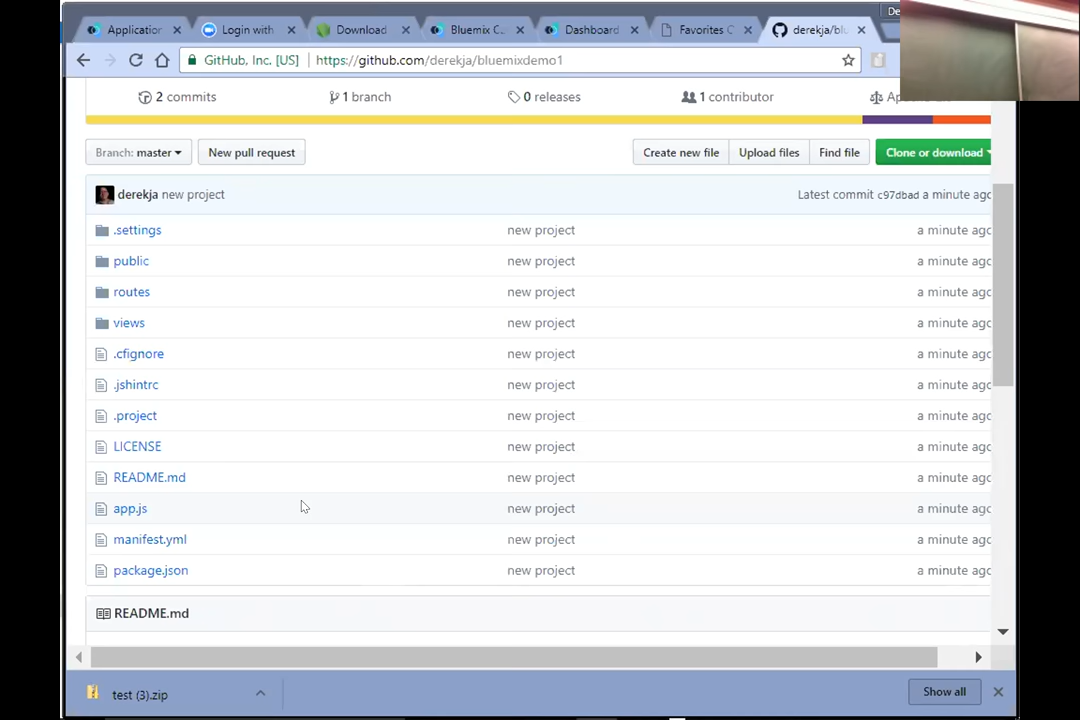 De
Application
Login with
Download
Bluemix C
Dashboard
Favorites C
derekja/blu
GitHub, Inc. [US] https://github.com/derekja/bluemixdemo1
2 commits 1 branch 0 releases 1 contributor
Branch: master New pull request Create new file Upload files Find file Clone or download
derekja new project Latest commit c97dbad a minute ago
.settings new project a minute ago
public new project a minute ago
routes new project a minute ago
views new project a minute ago
.cfignore new project a minute ago
.jshintrc new project a minute ago
.project new project a minute ago
LICENSE new project a minute ago
README.md new project a minute ago
app.js new project a minute ago
manifest.yml new project a minute ago
package.json new project a minute ago
README.md
test (3).zip Show all